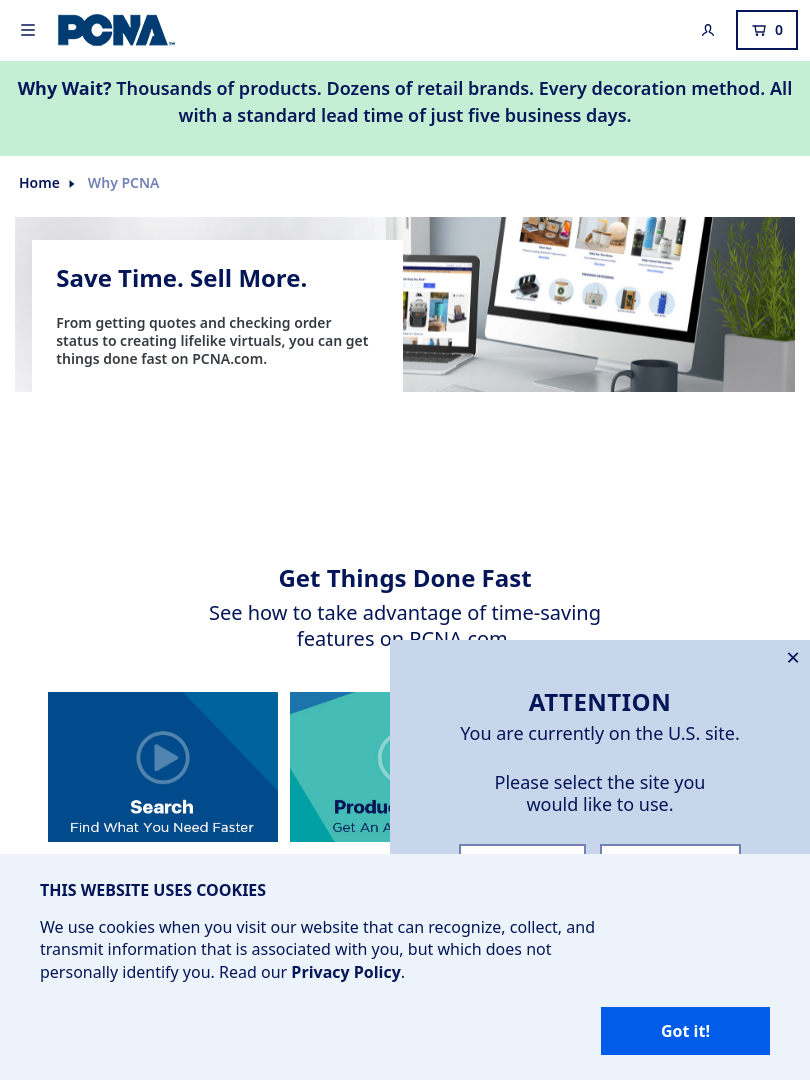 PCNA
0
Why Wait? Thousands of products. Dozens of retail brands. Every decoration method. All
with a standard lead time of just five business days.
Home
Why PCNA
Save Time. Sell More.
From getting quotes and checking order
status to creating lifelike virtuals, you can get
things done fast on PCNA.com.
Get Things Done Fast
See how to take advantage of time-saving
features on PCNA.com.
Search
Find What You Need Faster
Get An A
ATTENTION
You are currently on the U.S. site.
Please select the site you
would like to use.
THIS WEBSITE USES COOKIES
We use cookies when you visit our website that can recognize, collect, and
transmit information that is associated with you, but which does not
personally identify you. Read our Privacy Policy.
Got it!